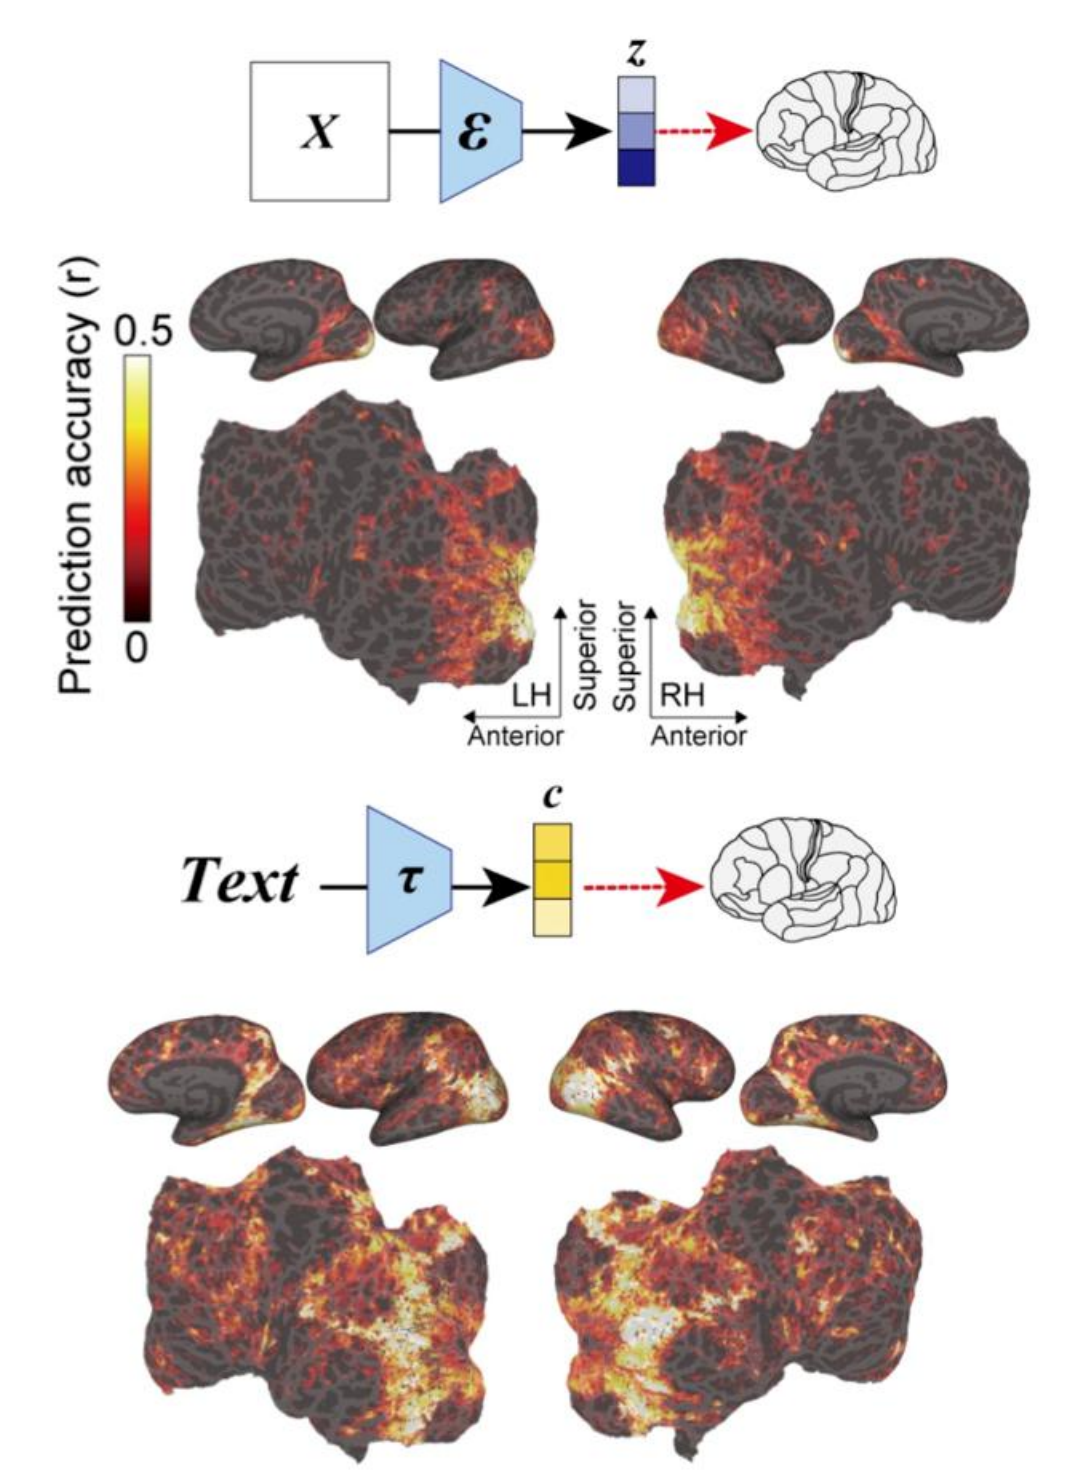 z
X
ε
Prediction accuracy (r)
0.5
0
LH
Superior
Anterior
Superior
RH
Anterior
c
Text
τ